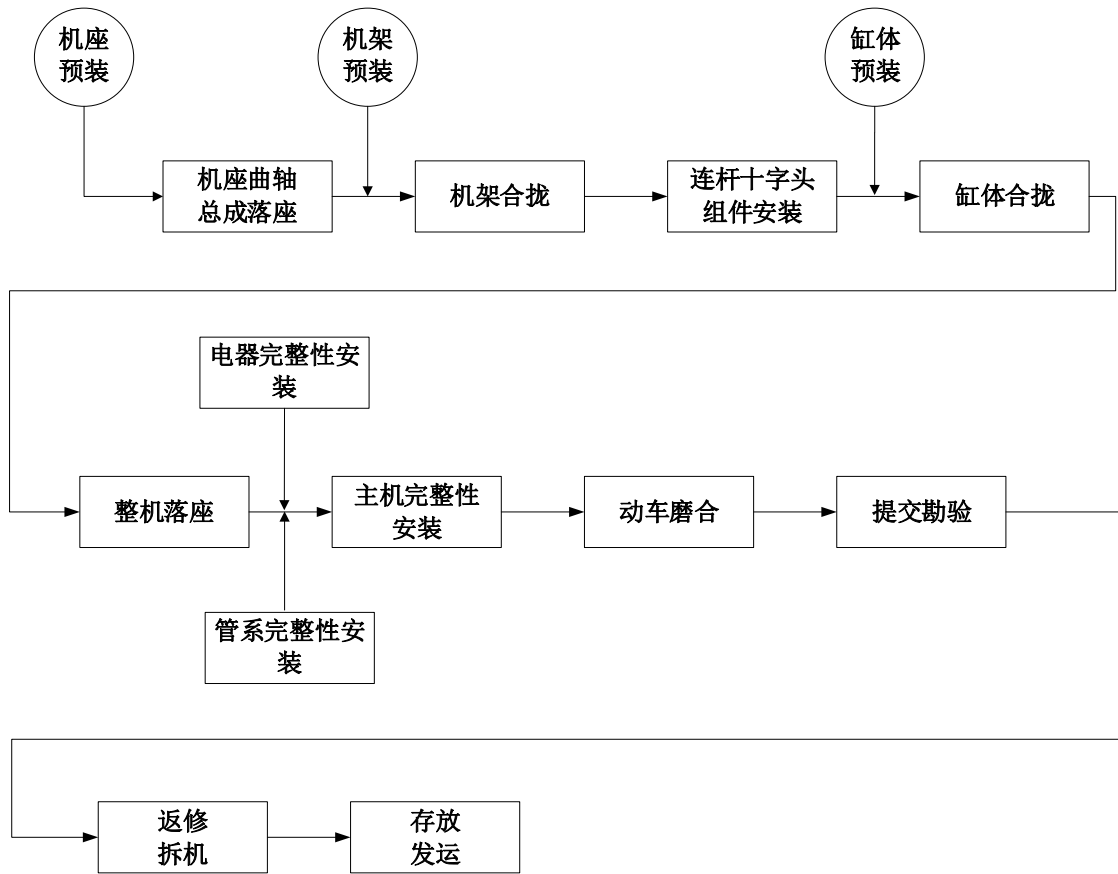 机座
预装
机架
预装
缸体
预装
机座曲轴
总成落座
机架合拢
连杆十字头
组件安装
缸体合拢
电器完整性安
装
整机落座
主机完整性
安装
动车磨合
提交勘验
管系完整性安
装
返修
拆机
存放
发运